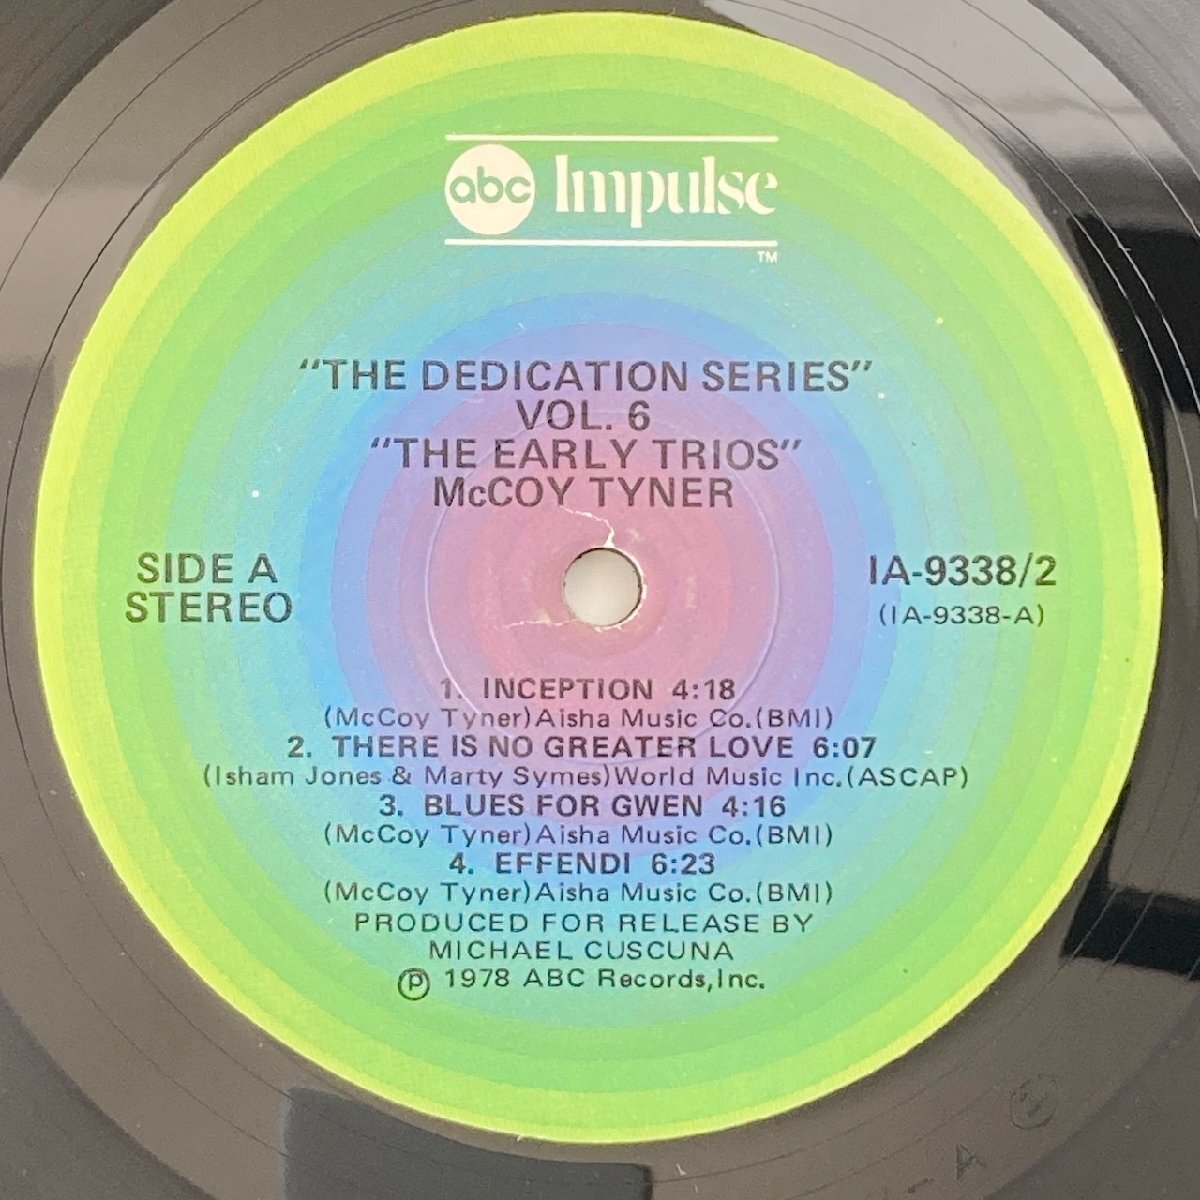 abc Impulse
TM
"THE DEDICATION SERIES"
VOL. 6
"THE EARLY TRIOS"
McCOY TYNER
SIDE A
STEREO
IA-9338/2
(IA-9338-A)
1. INCEPTION 4:18
(McCoy Tyner)Aisha Music Co.(BMI)
2. THERE IS NO GREATER LOVE 6:07
(Isham Jones & Marty Symes)World Music Inc.(ASCAP)
3. BLUES FOR GWEN 4:16
(McCoy Tyner)Aisha Music Co.(BMI)
4. EFFENDI 6:23
(McCoy Tyner)Aisha Music Co.(BMI)
PRODUCED FOR RELEASE BY
MICHAEL CUSCUNA
Ⓟ 1978 ABC Records,Inc.